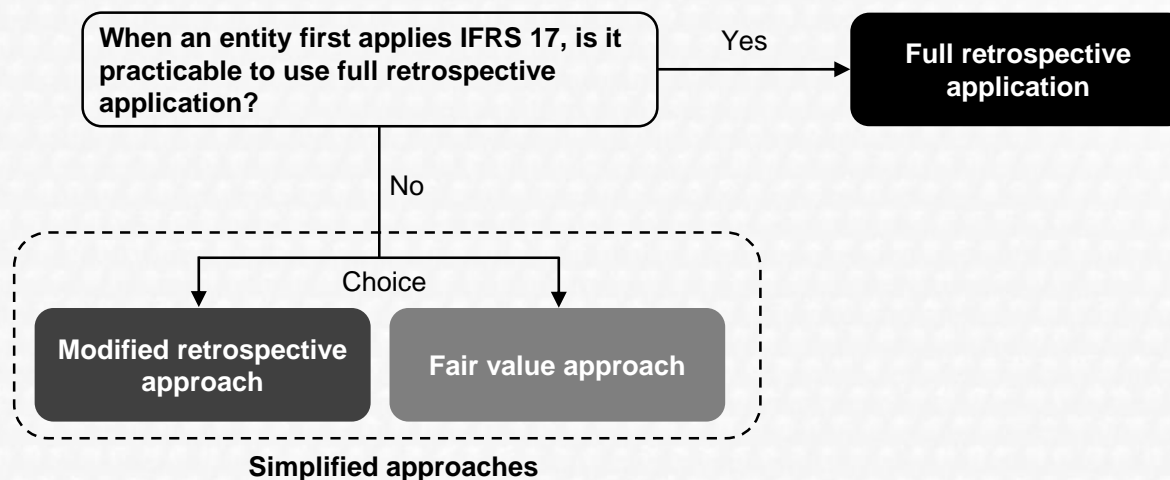 When an entity first applies IFRS 17, is it
practicable to use full retrospective
application?
Yes
Full retrospective
application
No
Choice
Modified retrospective
approach
Fair value approach
Simplified approaches